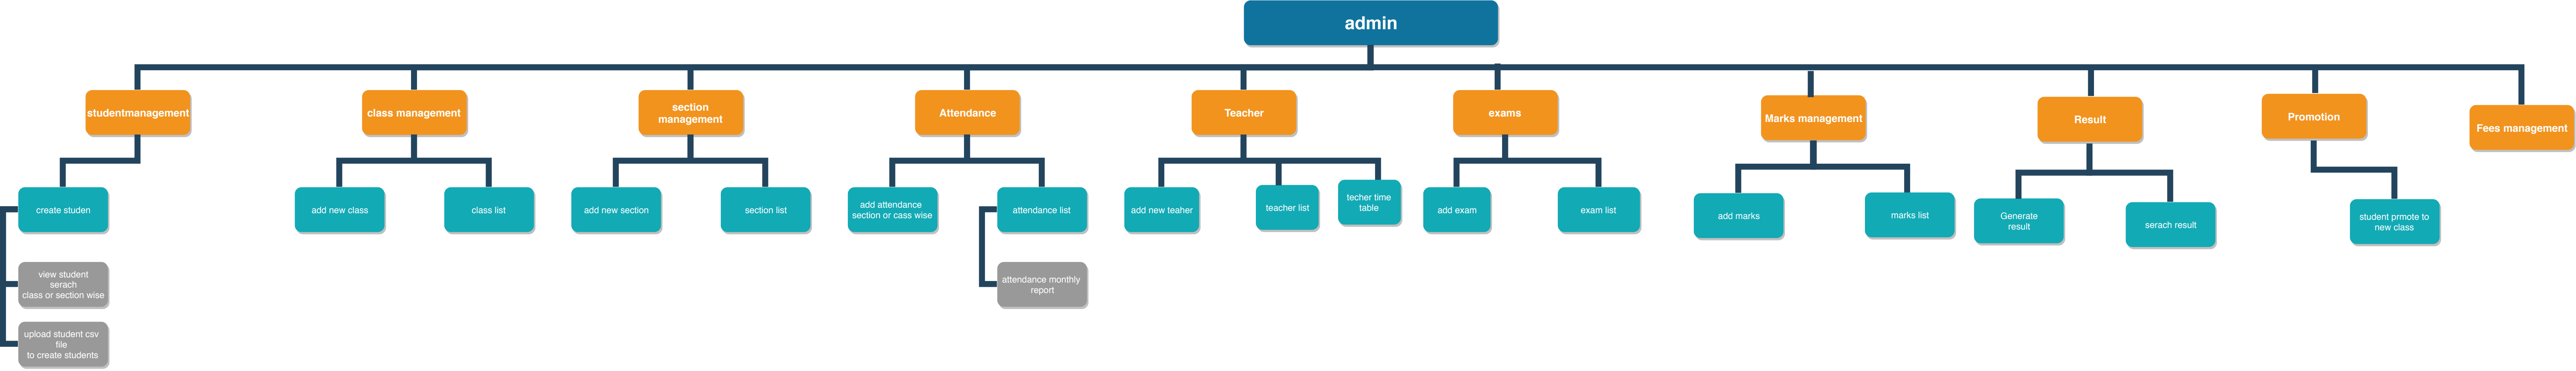 admin
studentmanagement
class management
section
management
Attendance
Teacher
exams
Marks management
Result
Promotion
Fees management
create studen
add new class
class list
add new section
section list
add attendance
section or cass wise
attendance list
add new teaher
teacher list
techer time
table
add exam
exam list
add marks
marks list
Generate
result
serach result
student prmote to
new class
view student
serach
class or section wise
attendance monthly
report
upload student csv
file
to create students